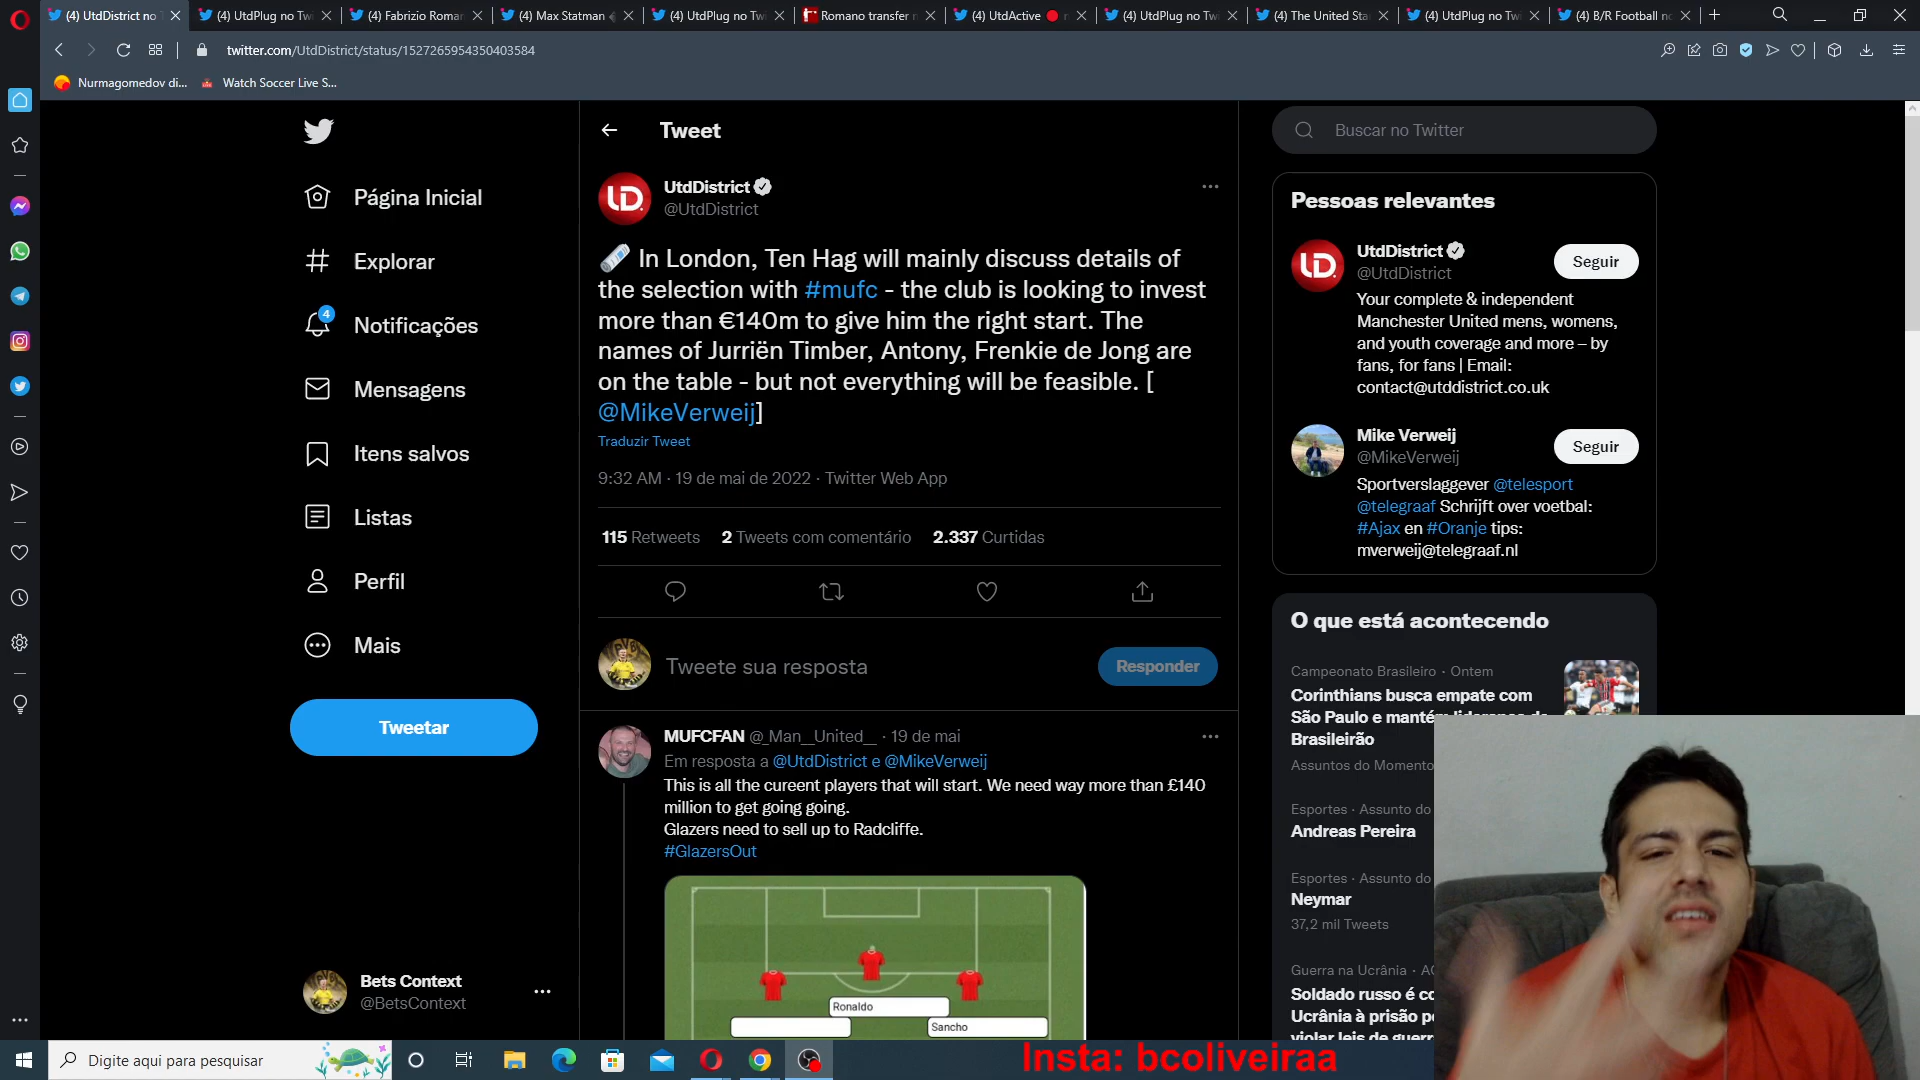 (4) UtdDistrict no T
(4) UtdPlug no Twi
(4) Fabrizio Roman
(4) Max Statman
(4) UtdPlug no Twi
Romano transfer n
(4) UtdActive
(4) UtdPlug no Twi
(4) The United Sta
(4) UtdPlug no Twi
(4) B/R Football no
twitter.com/UtdDistrict/status/1527265954350403584
Nurmagomedov di...
Watch Soccer Live S...
Página Inicial
Explorar
4
Notificações
Mensagens
Itens salvos
Listas
Perfil
Mais
Tweetar
Bets Context
@BetsContext
Tweet
UtdDistrict
@UtdDistrict
In London, Ten Hag will mainly discuss details of
the selection with #mufc - the club is looking to invest
more than €140m to give him the right start. The
names of Jurriën Timber, Antony, Frenkie de Jong are
on the table - but not everything will be feasible. [
@MikeVerweij]
Traduzir Tweet
9:32 AM · 19 de mai de 2022 · Twitter Web App
115 Retweets 2 Tweets com comentário 2.337 Curtidas
Tweete sua resposta
Responder
MUFCFAN @_Man__United__ · 19 de mai
Em resposta a @UtdDistrict e @MikeVerweij
This is all the cureent players that will start. We need way more than £140
million to get going going.
Glazers need to sell up to Radcliffe.
#GlazersOut
Ronaldo
Sancho
Buscar no Twitter
Pessoas relevantes
UtdDistrict
@UtdDistrict
Seguir
Your complete & independent
Manchester United mens, womens,
and youth coverage and more – by
fans, for fans | Email:
contact@utddistrict.co.uk
Mike Verweij
@MikeVerweij
Seguir
Sportverslaggever @telesport
@telegraaf Schrijft over voetbal:
#Ajax en #Oranje tips:
mverweij@telegraaf.nl
O que está acontecendo
Campeonato Brasileiro · Ontem
Corinthians busca empate com
São Paulo e mantém
Brasileirão
Assuntos do Momento
Esportes · Assunto do
Andreas Pereira
Esportes · Assunto do
Neymar
37,2 mil Tweets
Guerra na Ucrânia ·
Soldado russo é
Ucrânia à prisão
violar leis de
Digite aqui para pesquisar
Insta: bcoliveiraa